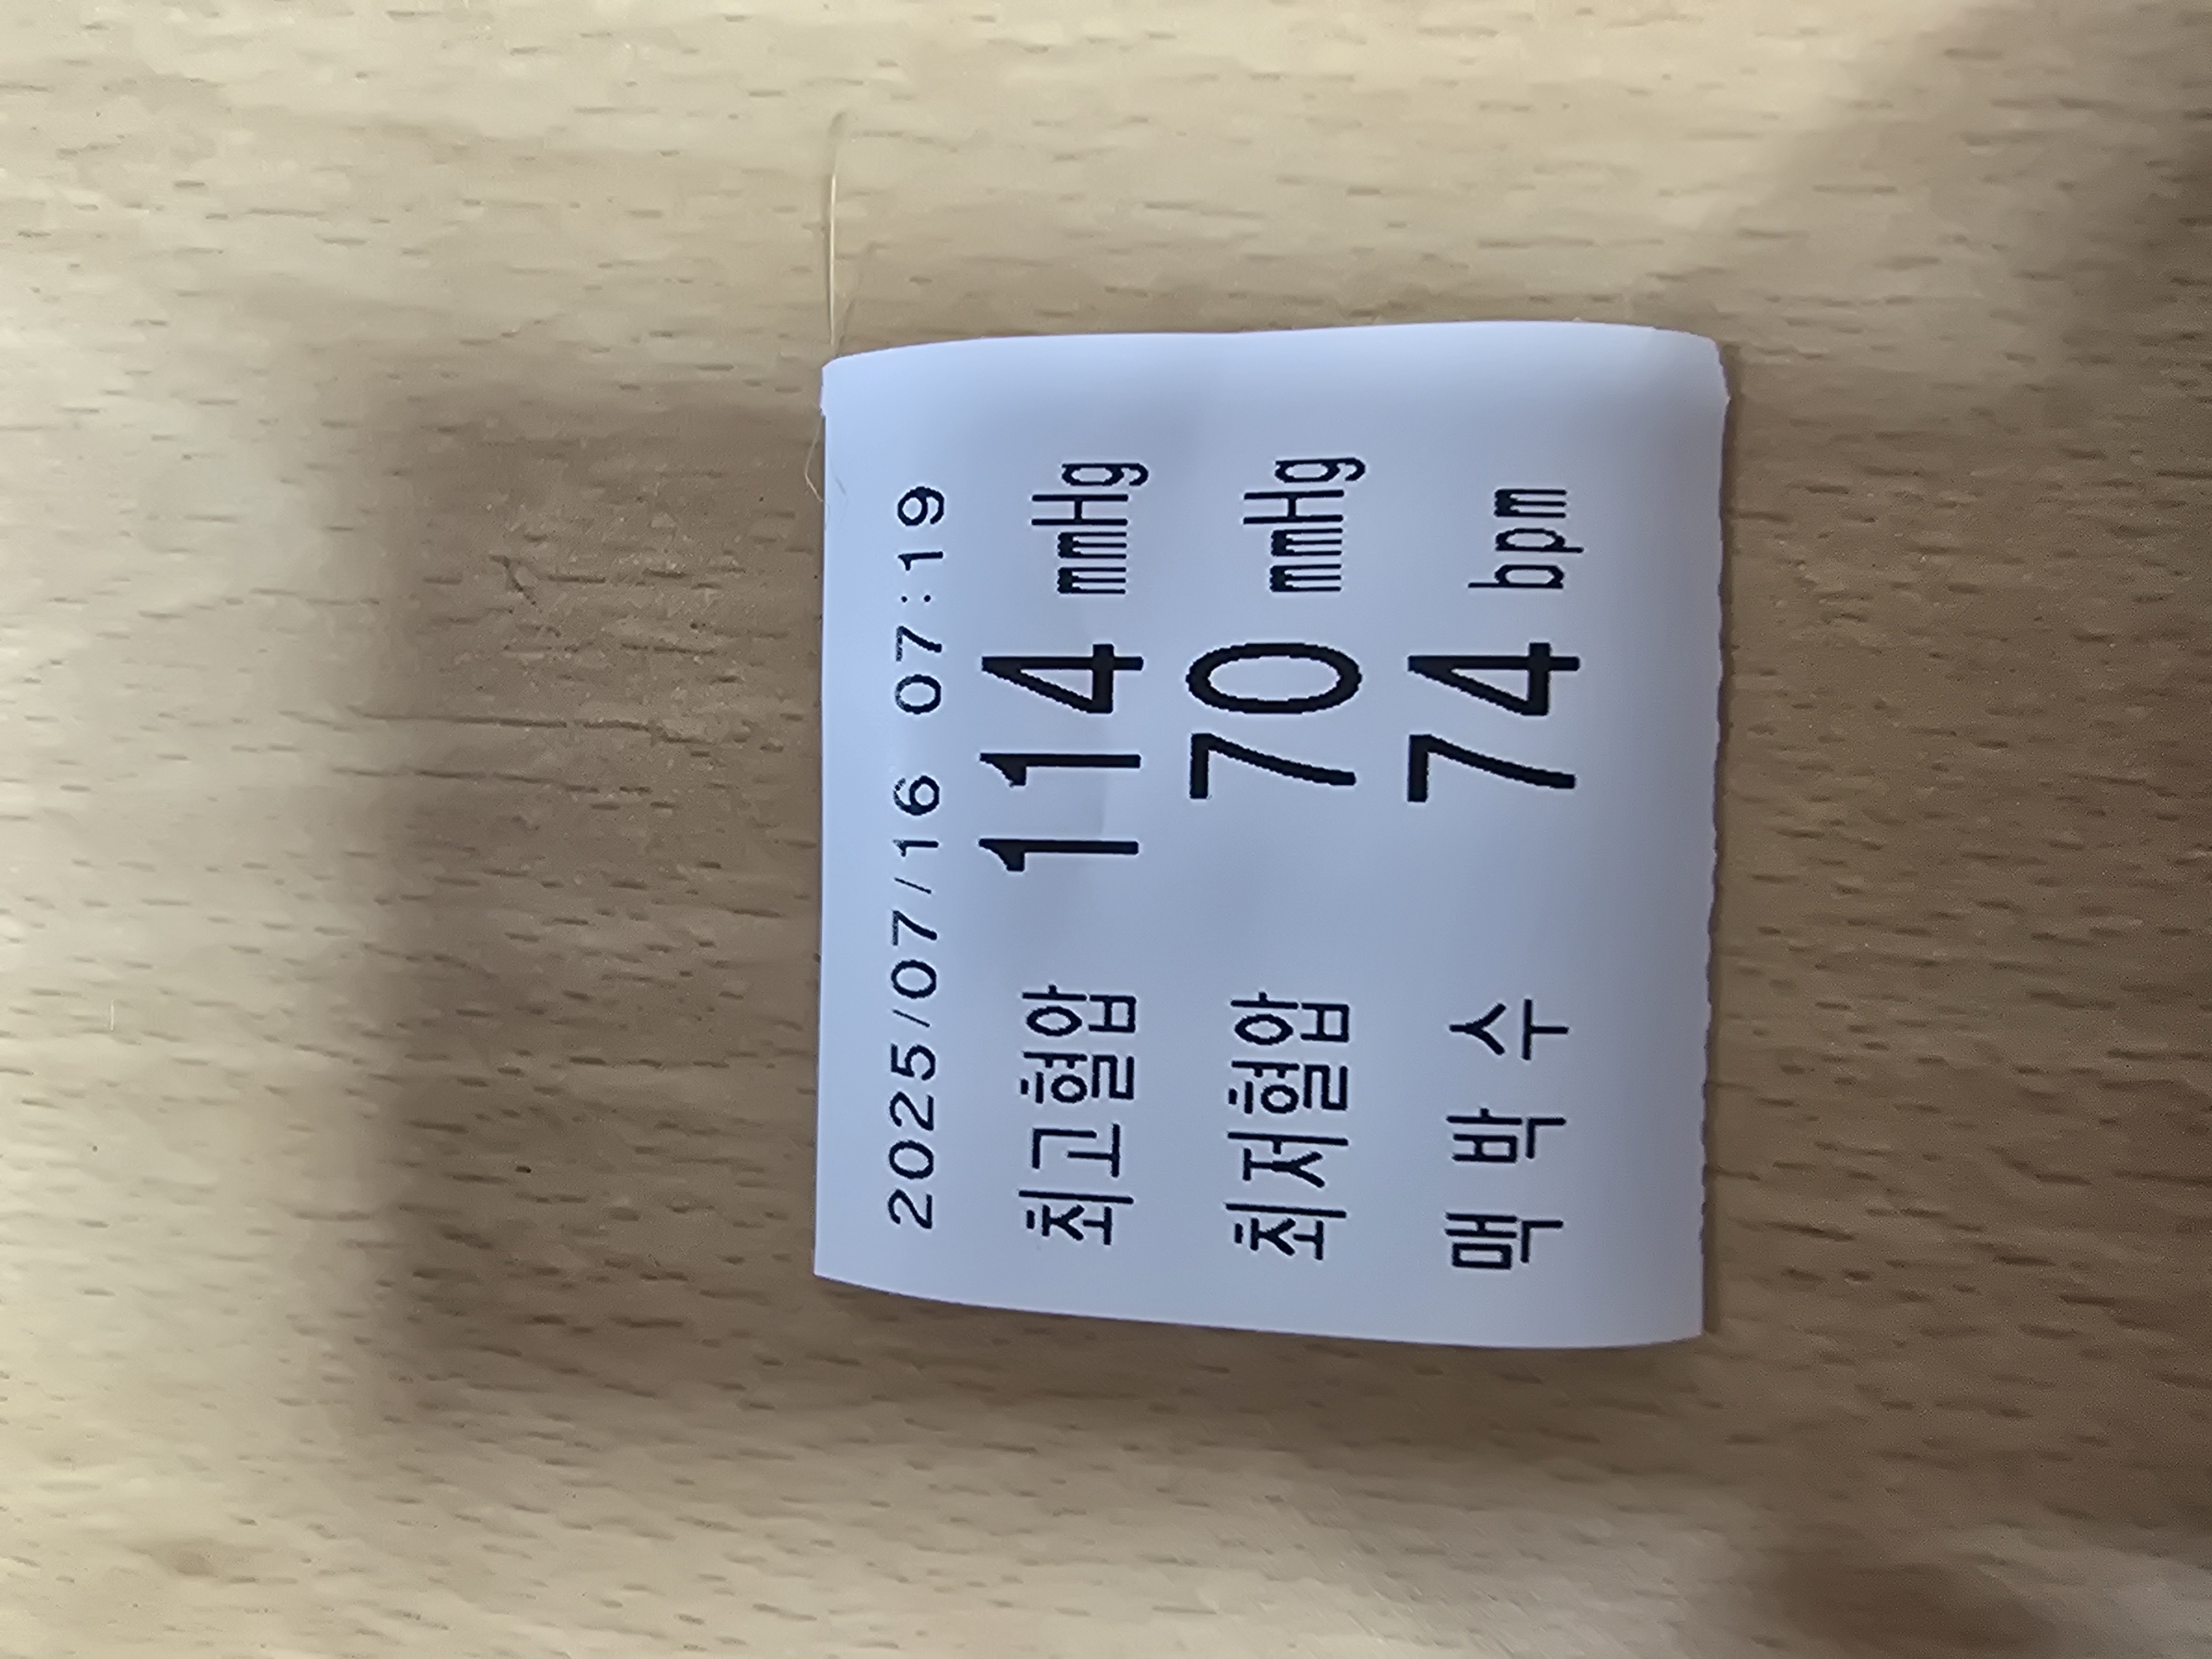 2025/07/16 07:19
최고혈압 114 mmHg
최저혈압 70 mmHg
맥 박 수 74 bpm